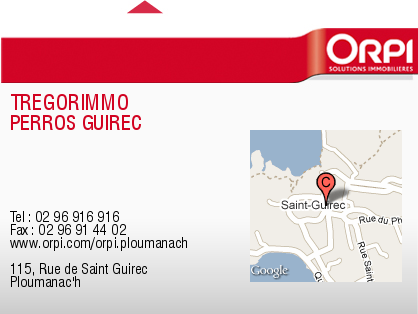 ORPI
SOLUTIONS IMMOBILIÈRES
TREGORIMMO
PERROS GUIREC
C
Saint-Guirec
Rue du Ph
Rue Saint
Google
Tel : 02 96 916 916
Fax : 02 96 91 44 02
www.orpi.com/orpi.ploumanach
115, Rue de Saint Guirec
Ploumanac'h